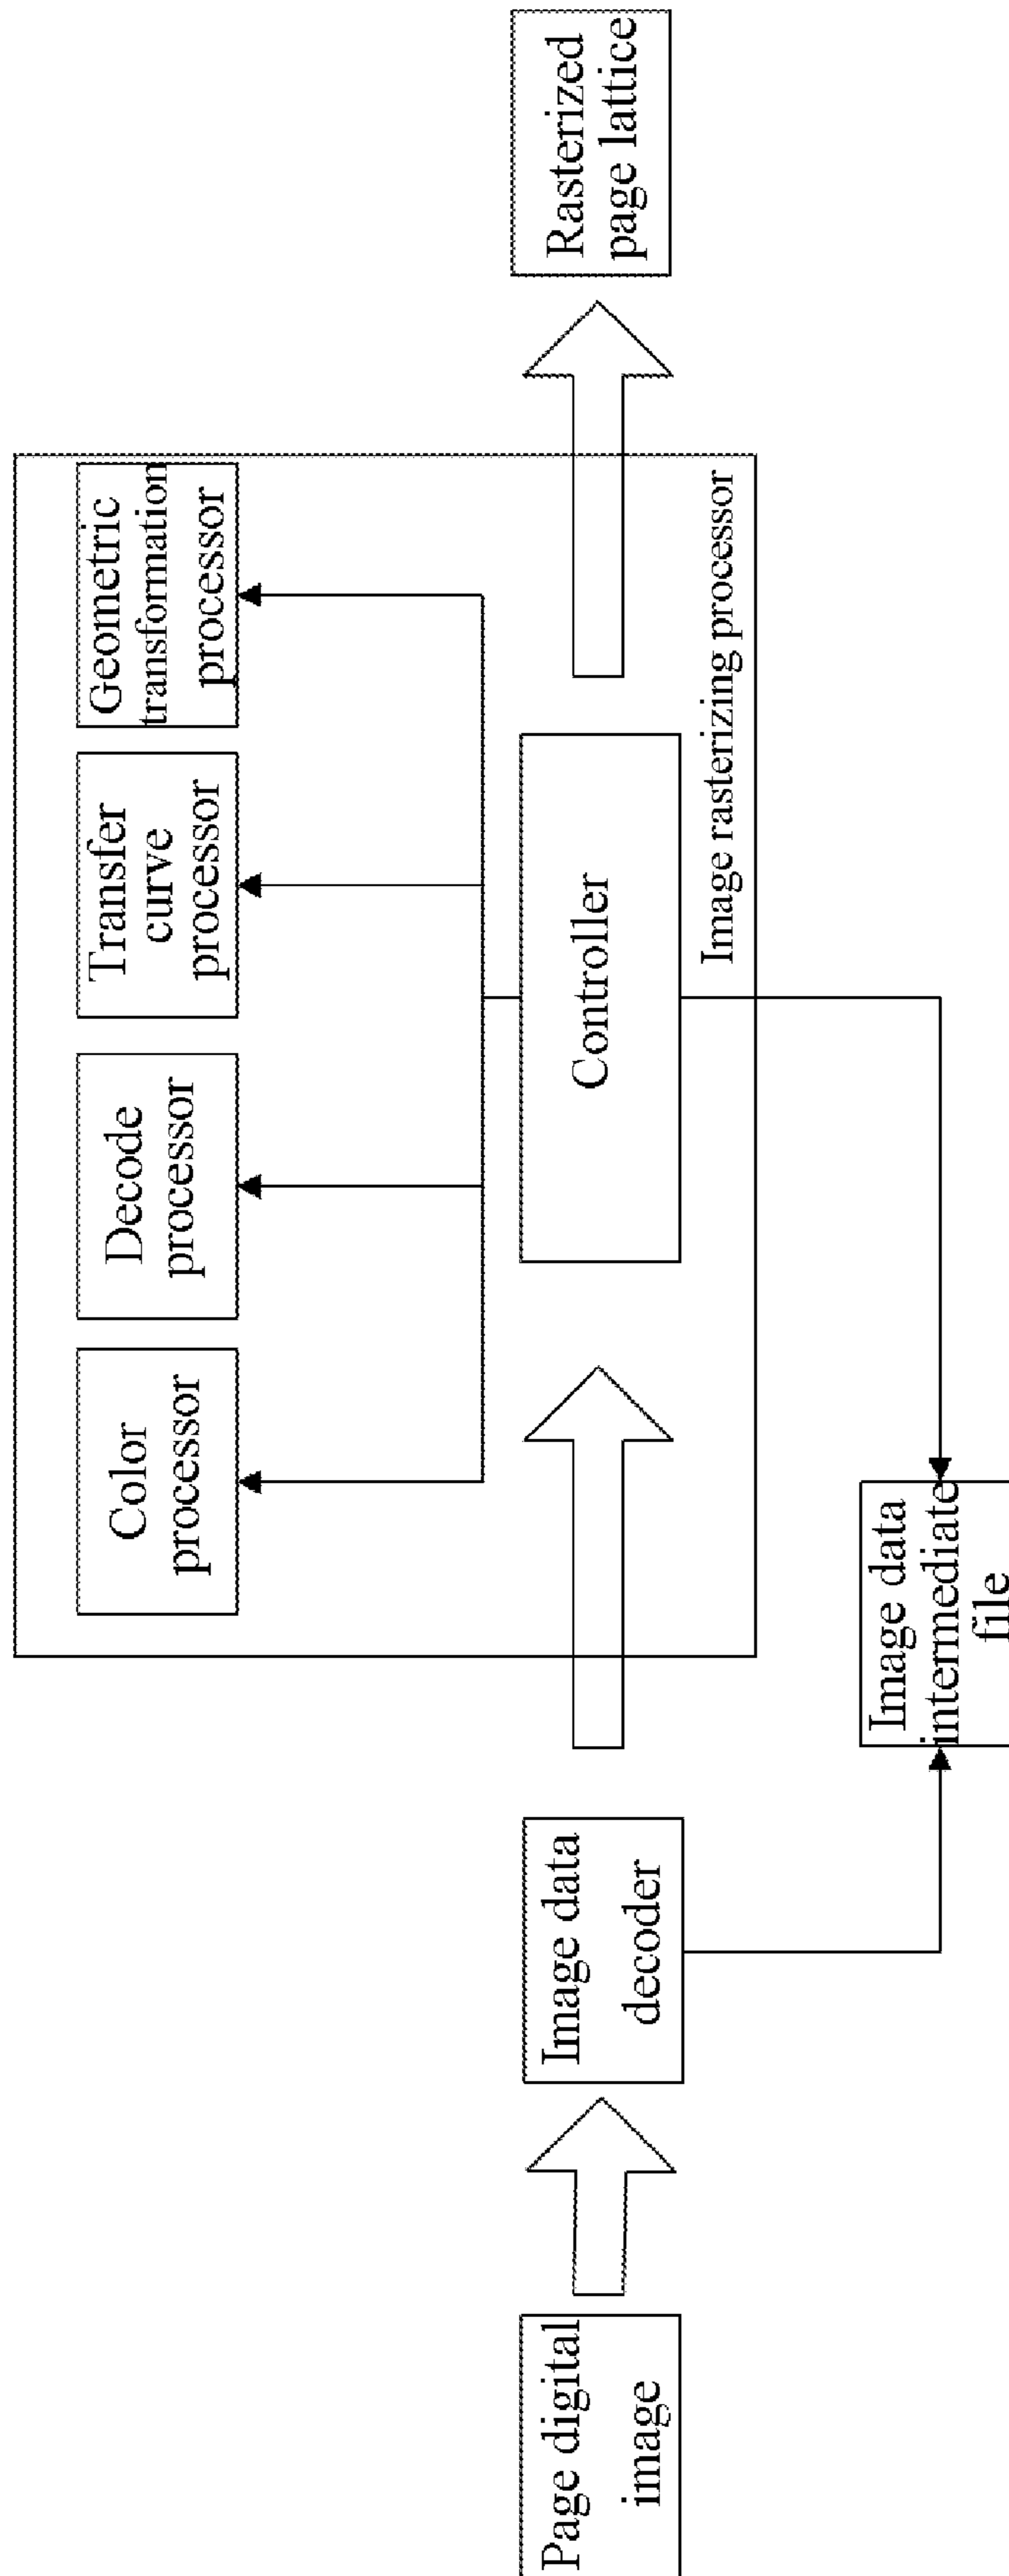 Page digital
image
Image data
decoder
Image data
intermediate
file
Color
processor
Decode
processor
Transfer
curve
processor
Geometric
transformation
processor
Controller
Image rasterizing processor
Rasterized
page lattice